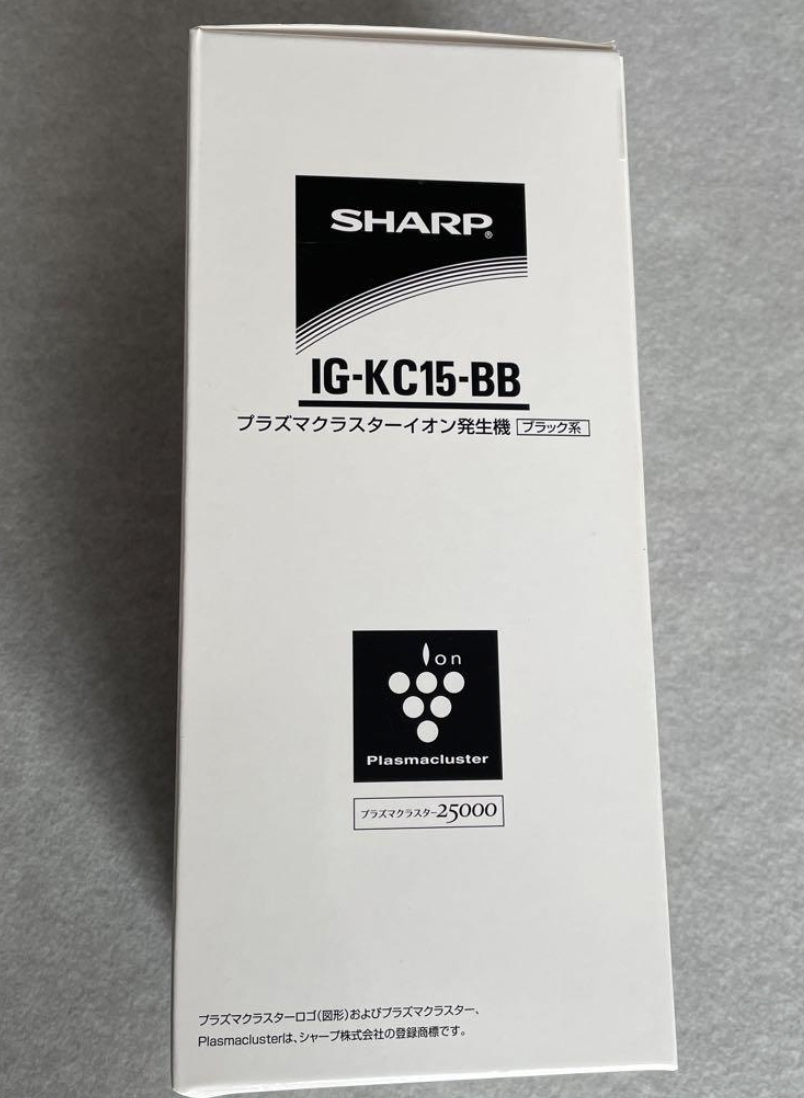 SHARP®
IG-KC15-BB
プラズマクラスターイオン発生機 ブラック系
Ion
Plasmacluster
プラズマクラスター25000
プラズマクラスターロゴ(図形)およびプラズマクラスター、
Plasmaclusterは、シャープ株式会社の登録商標です。